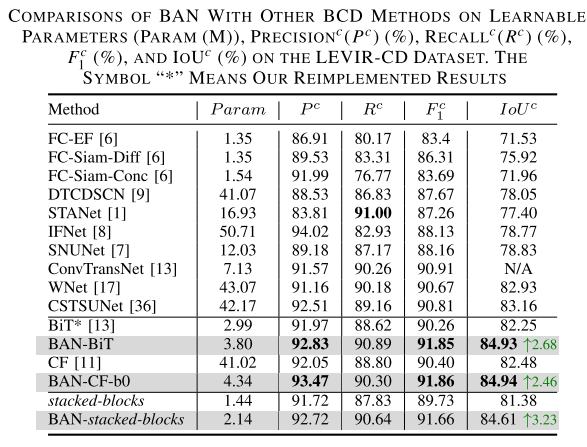 COMPARISONS OF BAN WITH OTHER BCD METHODS ON LEARNABLE
PARAMETERS (PARAM (M)), PRECISION^c(P^c) (%), RECALL^c(R^c) (%),
F_1^c (%), AND IOU^c (%) ON THE LEVIR-CD DATASET. THE
SYMBOL “*” MEANS OUR REIMPLEMENTED RESULTS
Method | Param | P^c | R^c | F_1^c | IoU^c
FC-EF [6] | 1.35 | 86.91 | 80.17 | 83.4 | 71.53
FC-Siam-Diff [6] | 1.35 | 89.53 | 83.31 | 86.31 | 75.92
FC-Siam-Conc [6] | 1.54 | 91.99 | 76.77 | 83.69 | 71.96
DTCDSCN [9] | 41.07 | 88.53 | 86.83 | 87.67 | 78.05
STANet [1] | 16.93 | 83.81 | 91.00 | 87.26 | 77.40
IFNet [8] | 50.71 | 94.02 | 82.93 | 88.13 | 78.77
SNUNet [7] | 12.03 | 89.18 | 87.17 | 88.16 | 78.83
ConvTransNet [13] | 7.13 | 91.57 | 90.26 | 90.91 | N/A
WNet [17] | 43.07 | 91.16 | 90.18 | 90.67 | 82.93
CSTSUNet [36] | 42.17 | 92.51 | 89.16 | 90.81 | 83.16
BiT* [13] | 2.99 | 91.97 | 88.62 | 90.26 | 82.25
BAN-BiT | 3.80 | 92.83 | 90.89 | 91.85 | 84.93 ↑2.68
CF [11] | 41.02 | 92.05 | 88.80 | 90.40 | 82.48
BAN-CF-b0 | 4.34 | 93.47 | 90.30 | 91.86 | 84.94 ↑2.46
stacked-blocks | 1.44 | 91.72 | 87.83 | 89.73 | 81.38
BAN-stacked-blocks | 2.14 | 92.72 | 90.64 | 91.66 | 84.61 ↑3.23